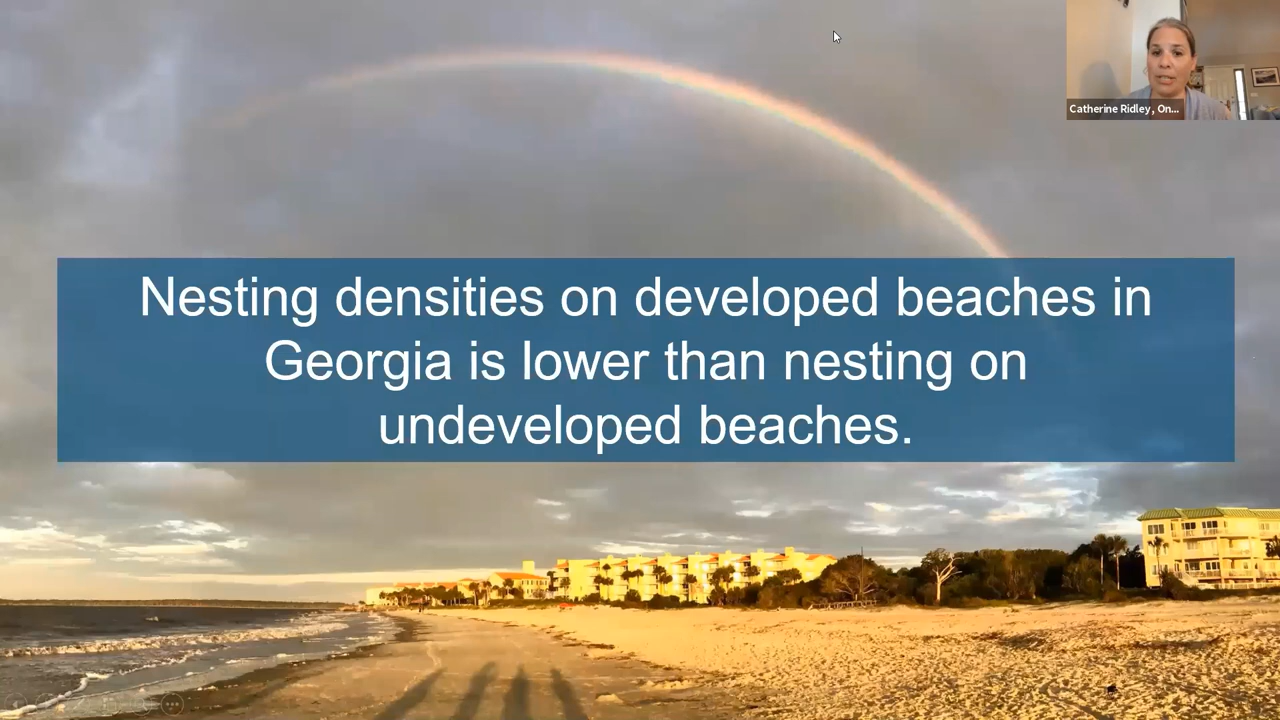 Catherine Ridley, On...
Nesting densities on developed beaches in
Georgia is lower than nesting on
undeveloped beaches.